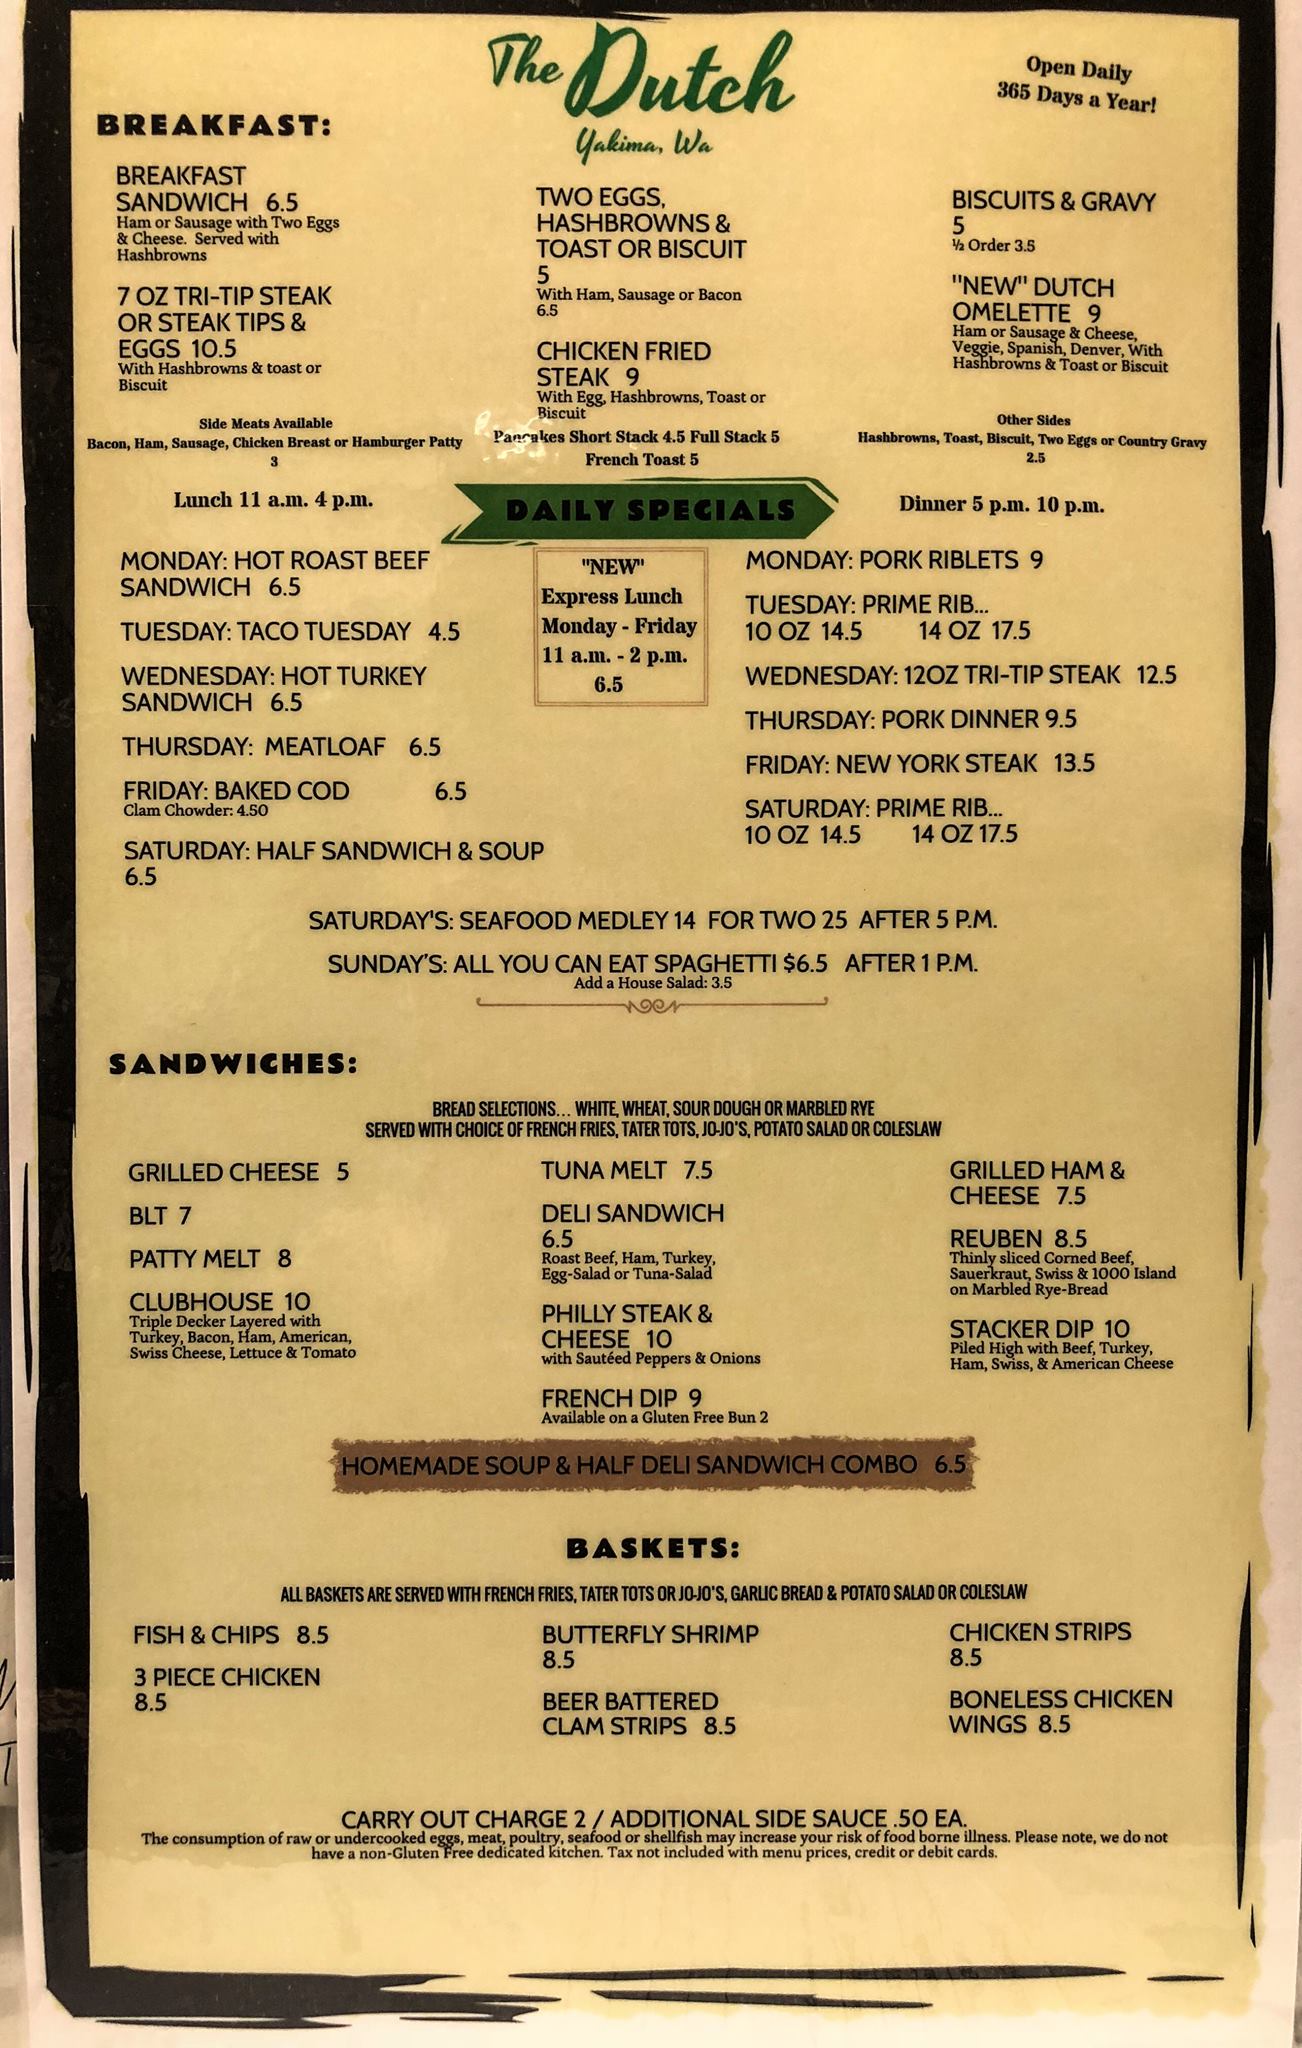 The Dutch
Yakima, Wa
Open Daily
365 Days a Year!
BREAKFAST:
BREAKFAST
SANDWICH 6.5
Ham or Sausage with Two Eggs
& Cheese. Served with
Hashbrowns
7 OZ TRI-TIP STEAK
OR STEAK TIPS &
EGGS 10.5
With Hashbrowns & toast or
Biscuit
Side Meats Available
Bacon, Ham, Sausage, Chicken Breast or Hamburger Patty
3
TWO EGGS,
HASHBROWNS &
TOAST OR BISCUIT
5
With Ham, Sausage or Bacon
6.5
CHICKEN FRIED
STEAK 9
With Egg, Hashbrowns, Toast or
Biscuit
Pancakes Short Stack 4.5 Full Stack 5
French Toast 5
BISCUITS & GRAVY
5
½ Order 3.5
"NEW" DUTCH
OMELETTE 9
Ham or Sausage & Cheese,
Veggie, Spanish, Denver, With
Hashbrowns & Toast or Biscuit
Other Sides
Hashbrowns, Toast, Biscuit, Two Eggs or Country Gravy
2.5
DAILY SPECIALS
Lunch 11 a.m. 4 p.m.
MONDAY: HOT ROAST BEEF
SANDWICH 6.5
TUESDAY: TACO TUESDAY 4.5
WEDNESDAY: HOT TURKEY
SANDWICH 6.5
THURSDAY: MEATLOAF 6.5
FRIDAY: BAKED COD 6.5
Clam Chowder: 4.50
SATURDAY: HALF SANDWICH & SOUP
6.5
"NEW"
Express Lunch
Monday - Friday
11 a.m. - 2 p.m.
6.5
Dinner 5 p.m. 10 p.m.
MONDAY: PORK RIBLETS 9
TUESDAY: PRIME RIB...
10 OZ 14.5 14 OZ 17.5
WEDNESDAY: 12OZ TRI-TIP STEAK 12.5
THURSDAY: PORK DINNER 9.5
FRIDAY: NEW YORK STEAK 13.5
SATURDAY: PRIME RIB...
10 OZ 14.5 14 OZ 17.5
SATURDAY'S: SEAFOOD MEDLEY 14 FOR TWO 25 AFTER 5 P.M.
SUNDAY'S: ALL YOU CAN EAT SPAGHETTI $6.5 AFTER 1 P.M.
Add a House Salad: 3.5
SANDWICHES:
BREAD SELECTIONS... WHITE, WHEAT, SOUR DOUGH OR MARBLED RYE
SERVED WITH CHOICE OF FRENCH FRIES, TATER TOTS, JO-JO'S, POTATO SALAD OR COLESLAW
GRILLED CHEESE 5
BLT 7
PATTY MELT 8
CLUBHOUSE 10
Triple Decker Layered with
Turkey, Bacon, Ham, American,
Swiss Cheese, Lettuce & Tomato
TUNA MELT 7.5
DELI SANDWICH
6.5
Roast Beef, Ham, Turkey,
Egg-Salad or Tuna-Salad
PHILLY STEAK &
CHEESE 10
with Sautéed Peppers & Onions
FRENCH DIP 9
Available on a Gluten Free Bun 2
GRILLED HAM &
CHEESE 7.5
REUBEN 8.5
Thinly sliced Corned Beef,
Sauerkraut, Swiss & 1000 Island
on Marbled Rye-Bread
STACKER DIP 10
Piled High with Beef, Turkey,
Ham, Swiss, & American Cheese
HOMEMADE SOUP & HALF DELI SANDWICH COMBO 6.5
BASKETS:
ALL BASKETS ARE SERVED WITH FRENCH FRIES, TATER TOTS OR JO-JO'S, GARLIC BREAD & POTATO SALAD OR COLESLAW
FISH & CHIPS 8.5
3 PIECE CHICKEN
8.5
BUTTERFLY SHRIMP
8.5
BEER BATTERED
CLAM STRIPS 8.5
CHICKEN STRIPS
8.5
BONELESS CHICKEN
WINGS 8.5
CARRY OUT CHARGE 2 / ADDITIONAL SIDE SAUCE .50 EA.
The consumption of raw or undercooked eggs, meat, poultry, seafood or shellfish may increase your risk of food borne illness. Please note, we do not
have a non-Gluten Free dedicated kitchen. Tax not included with menu prices, credit or debit cards.